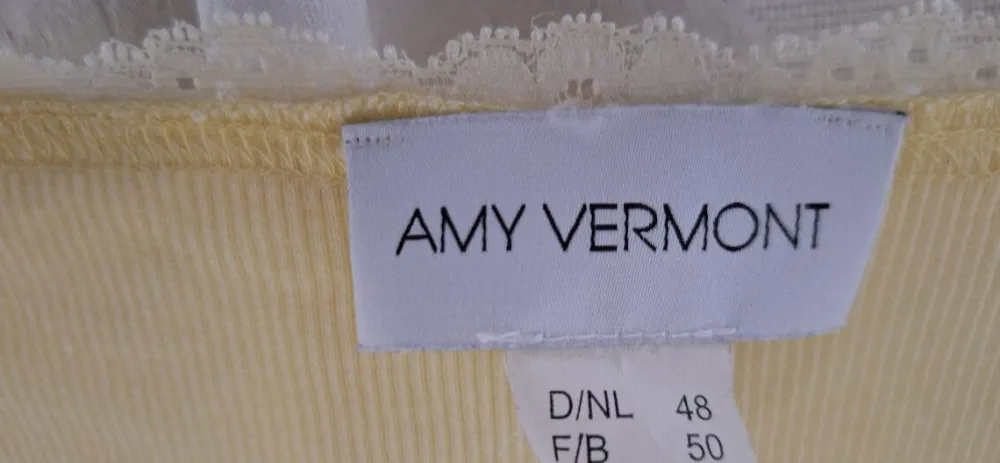 AMY VERMONT
D/NL 48
F/B 50